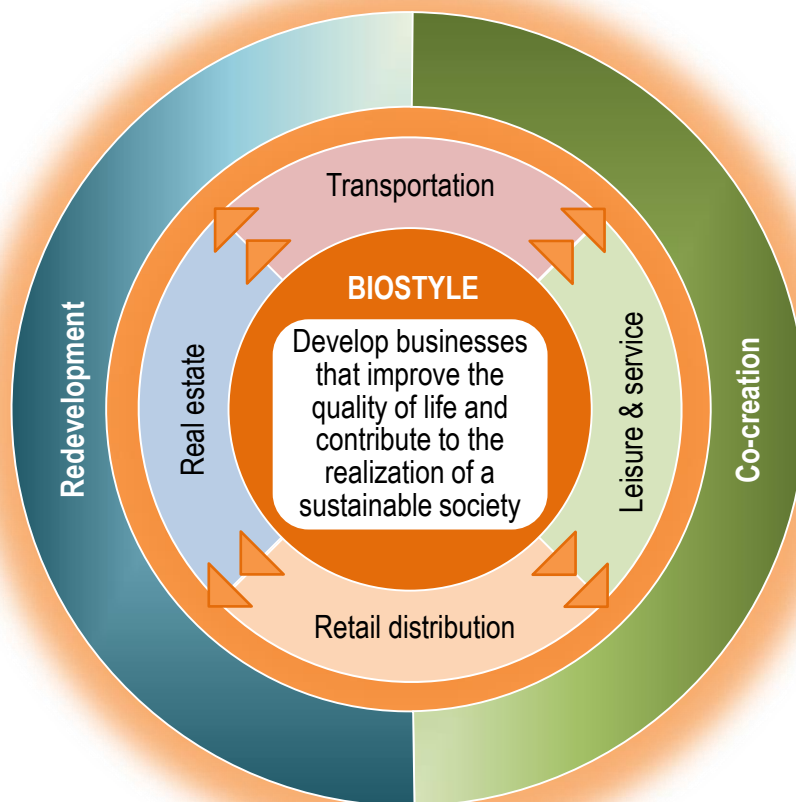 Transportation
BIOSTYLE
Develop businesses
that improve the
quality of life and
contribute to the
realization of a
sustainable society
Redevelopment
Real estate
Leisure & service
Co-creation
Retail distribution